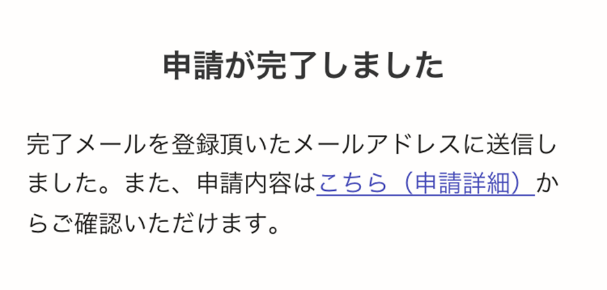 申請が完了しました
完了メールを登録頂いたメールアドレスに送信し
ました。また、申請内容はこちら（申請詳細）か
らご確認いただけます。